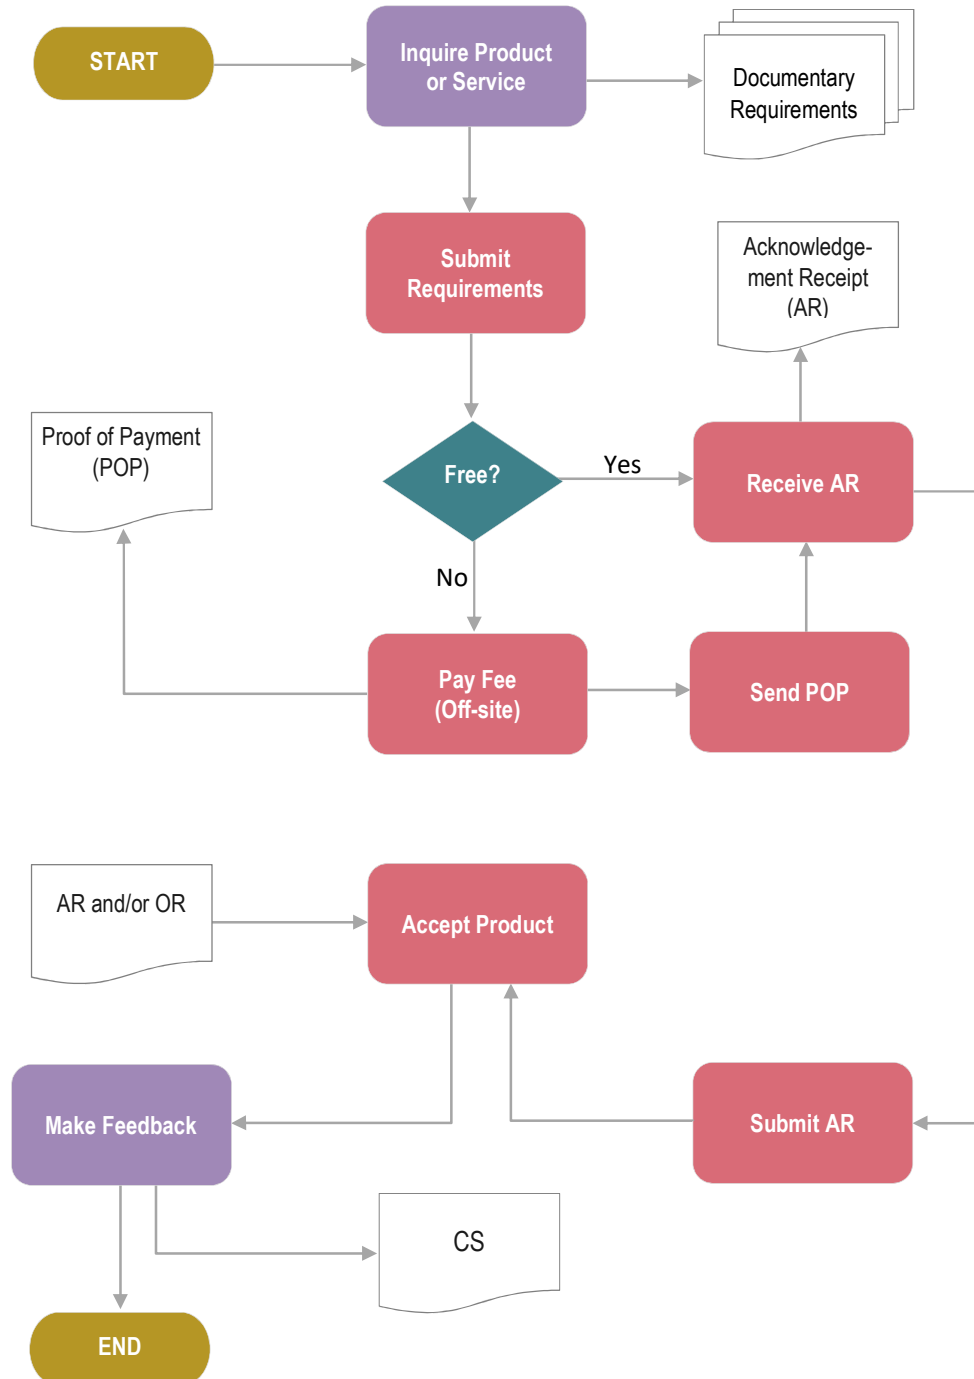 START
Inquire Product
or Service
Documentary
Requirements
Submit
Requirements
Acknowledge-
ment Receipt
(AR)
Proof of Payment
(POP)
Free?
Yes
Receive AR
No
Pay Fee
(Off-site)
Send POP
AR and/or OR
Accept Product
Make Feedback
Submit AR
CS
END